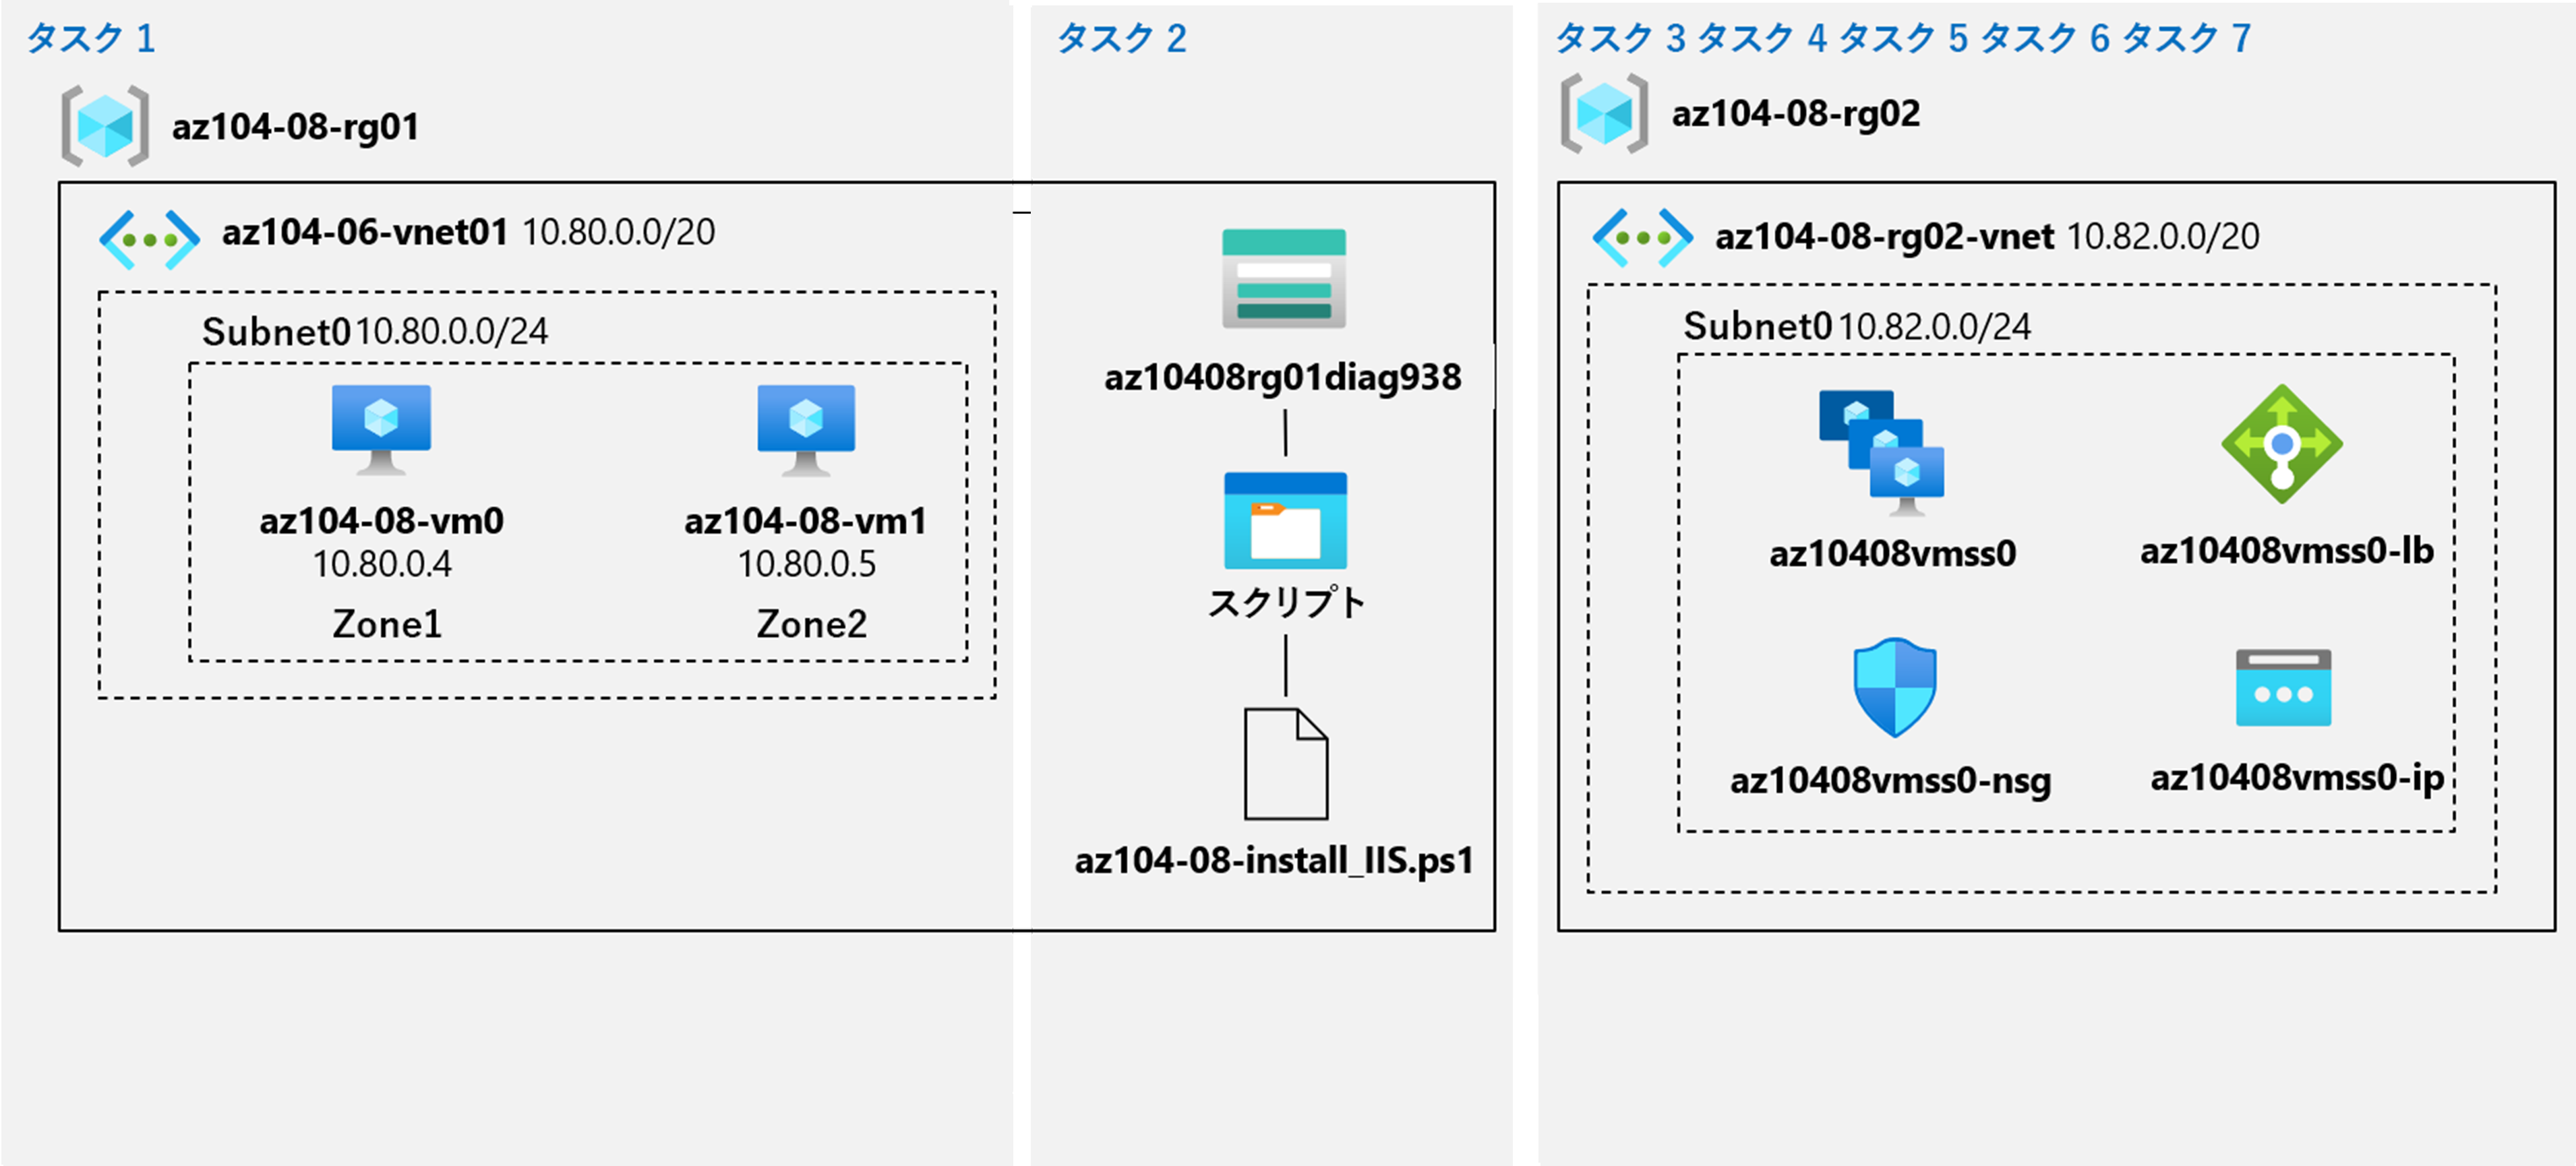 タスク 1
az104-08-rg01
az104-06-vnet01 10.80.0.0/20
Subnet0 10.80.0.0/24
az104-08-vm0
10.80.0.4
Zone1
az104-08-vm1
10.80.0.5
Zone2
タスク 2
az10408rg01diag938
スクリプト
az104-08-install_IIS.ps1
タスク 3 タスク 4 タスク 5 タスク 6 タスク 7
az104-08-rg02
az104-08-rg02-vnet 10.82.0.0/20
Subnet0 10.82.0.0/24
az10408vmss0
az10408vmss0-lb
az10408vmss0-nsg
az10408vmss0-ip